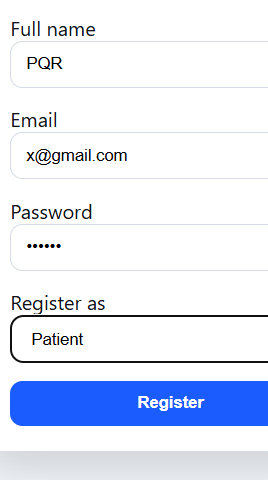 Full name
PQR
Email
x@gmail.com
Password
••••••
Register as
Patient
Register